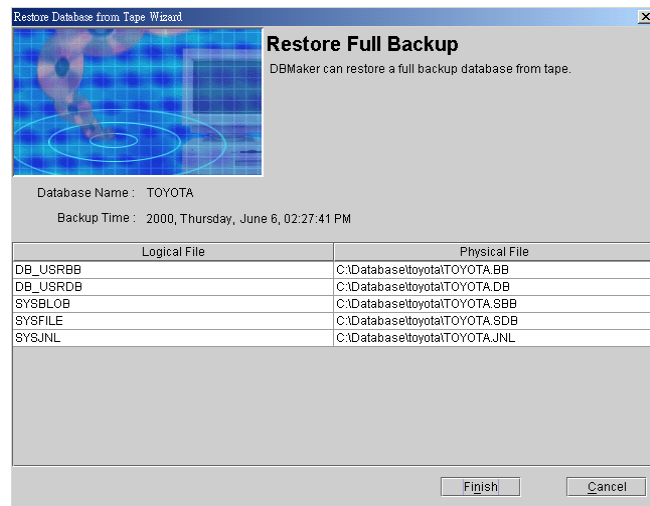 Restore Database from Tape Wizard
Restore Full Backup
DBMaker can restore a full backup database from tape.
Database Name : TOYOTA
Backup Time : 2000, Thursday, June 6, 02:27:41 PM
Logical File Physical File
DB_USRBB C:\Database\toyota\TOYOTA.BB
DB_USRDB C:\Database\toyota\TOYOTA.DB
SYSBLOB C:\Database\toyota\TOYOTA.SBB
SYSFILE C:\Database\toyota\TOYOTA.SDB
SYSJNL C:\Database\toyota\TOYOTA.JNL
Finish Cancel